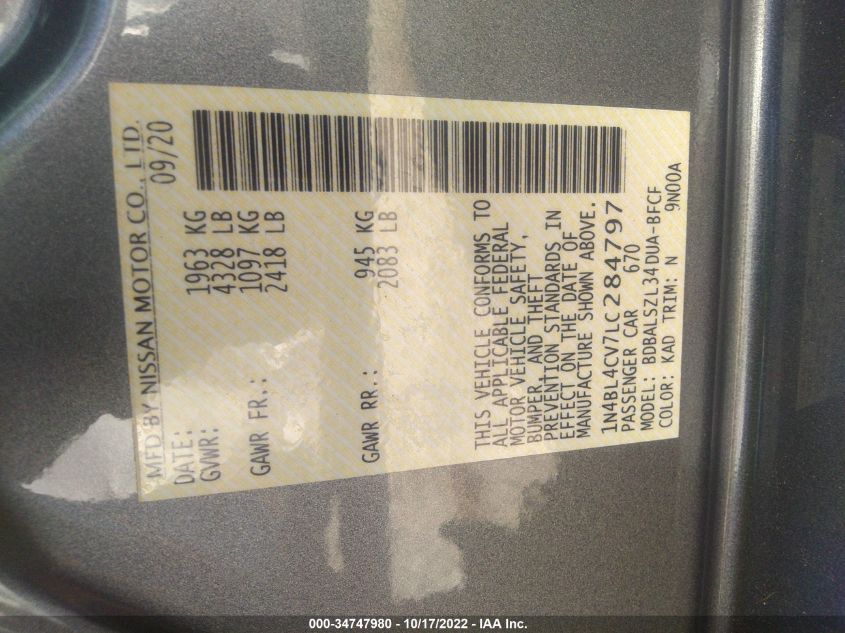 MFD BY NISSAN MOTOR CO., LTD.
DATE: 09/20
GVWR: 1963 KG
4328 LB
GAWR FR.: 1097 KG
2418 LB
GAWR RR.: 945 KG
2083 LB
THIS VEHICLE CONFORMS TO
ALL APPLICABLE FEDERAL
MOTOR VEHICLE SAFETY,
BUMPER, AND THEFT
PREVENTION STANDARDS IN
EFFECT ON THE DATE OF
MANUFACTURE SHOWN ABOVE.
1N4BL4CV7LC284797
PASSENGER CAR 670
MODEL: BDBALSZL34DUA-BFCF
COLOR: KAD TRIM: N 9N00A
000-34747980 - 10/17/2022 - IAA Inc.